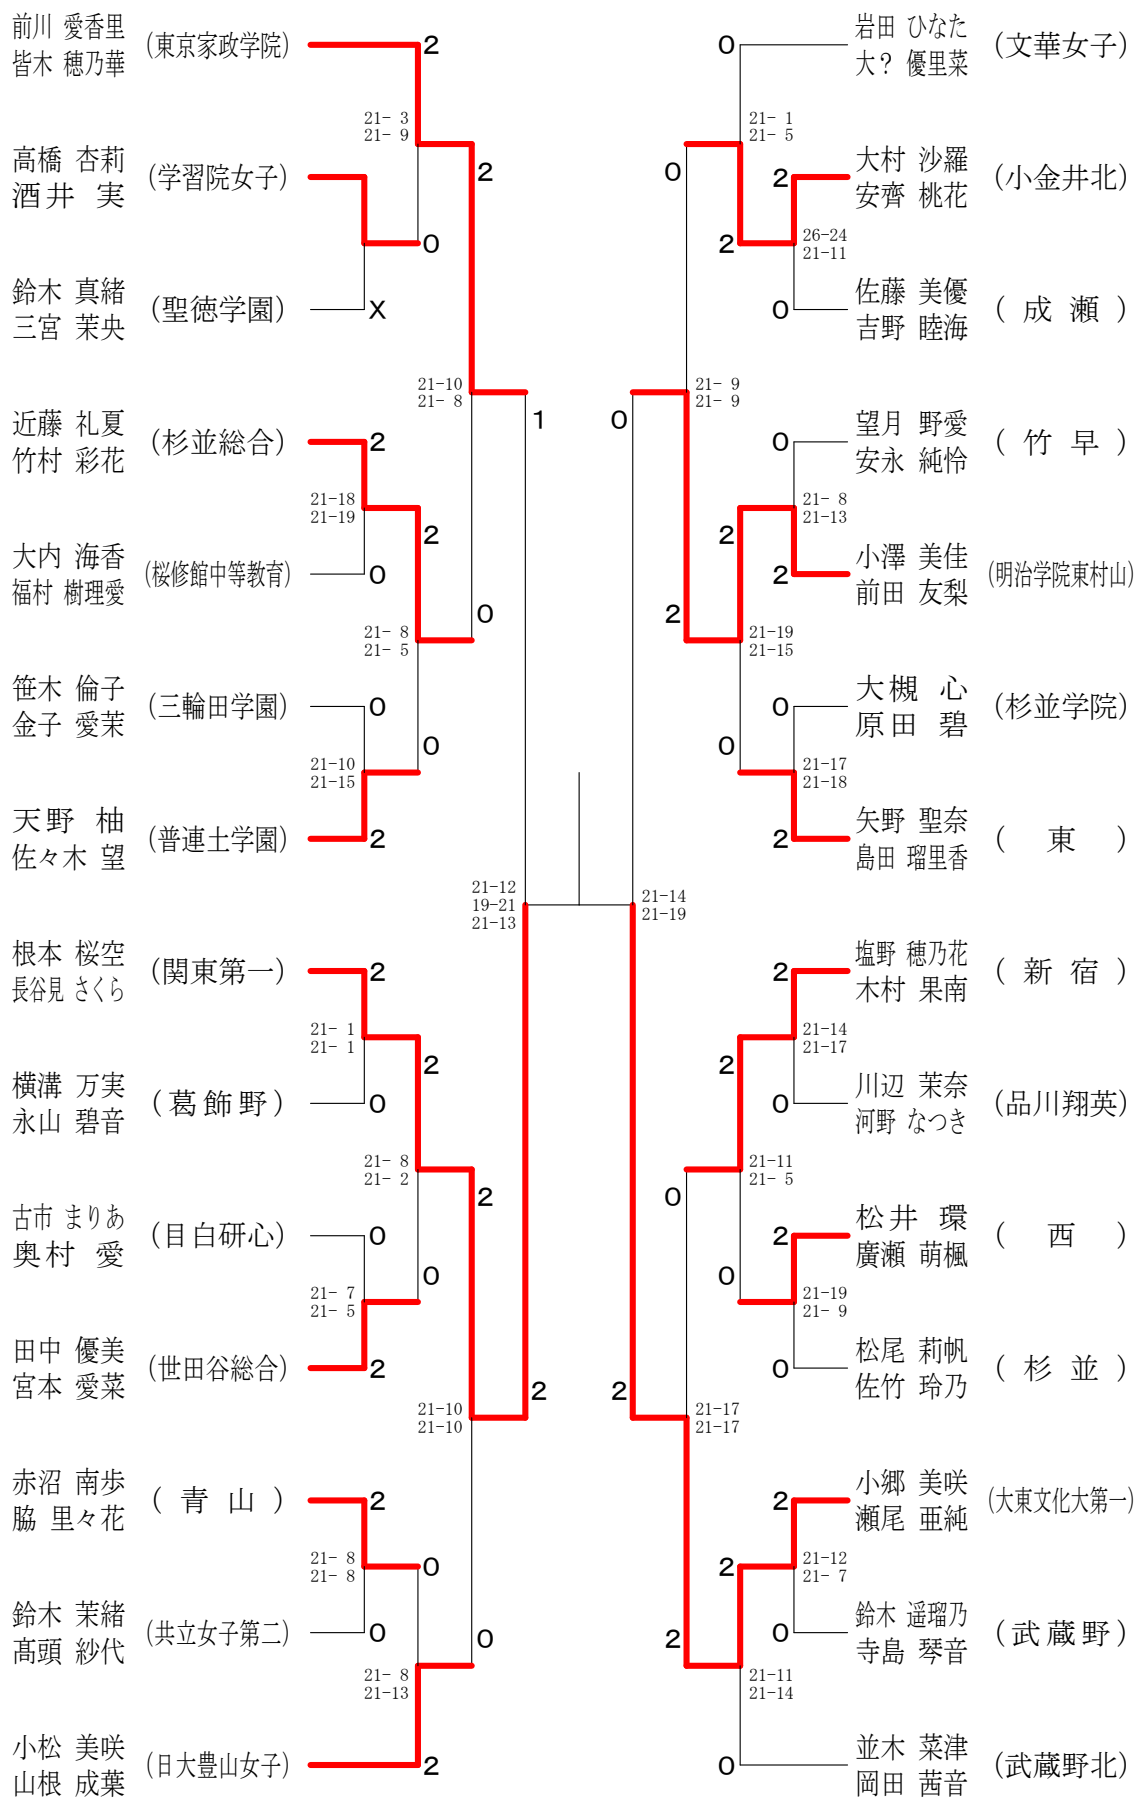 前川 愛香里
皆木 穂乃華
(東京家政学院)
2
21- 3
21- 9
高橋 杏莉
酒井 実
(学習院女子)
2
0
鈴木 真緒
三宮 茉央
(聖徳学園)
X
21-10
21- 8
1
近藤 礼夏
竹村 彩花
(杉並総合)
2
21-18
21-19
2
大内 海香
福村 樹理愛
(桜修館中等教育)
0
0
21- 8
21- 5
笹木 倫子
金子 愛茉
(三輪田学園)
0
0
21-10
21-15
天野 柚
佐々木 望
(普連土学園)
2
21-12
19-21
21-13
根本 桜空
長谷見 さくら
(関東第一)
2
21- 1
21- 1
2
横溝 万実
永山 碧音
(葛飾野)
0
21- 8
21- 2
2
古市 まりあ
奥村 愛
(目白研心)
0
0
21- 7
21- 5
田中 優美
宮本 愛菜
(世田谷総合)
2
2
21-10
21-10
赤沼 南歩
脇 里々花
(青山)
2
21- 8
21- 8
0
鈴木 茉緒
髙頭 紗代
(共立女子第二)
0
0
21- 8
21-13
小松 美咲
山根 成葉
(日大豊山女子)
2
0
岩田 ひなた
大? 優里菜
(文華女子)
21- 1
21- 5
0
2
大村 沙羅
安齊 桃花
(小金井北)
2
26-24
21-11
0
佐藤 美優
吉野 睦海
(成瀬)
21- 9
21- 9
0
0
望月 野愛
安永 純怜
(竹早)
21- 8
21-13
2
2
小澤 美佳
前田 友梨
(明治学院東村山)
2
21-19
21-15
0
大槻 心
原田 碧
(杉並学院)
0
21-17
21-18
2
矢野 聖奈
島田 瑠里香
(東)
21-14
21-19
2
塩野 穂乃花
木村 果南
(新宿)
21-14
21-17
2
0
川辺 茉奈
河野 なつき
(品川翔英)
21-11
21- 5
0
2
松井 環
廣瀬 萌楓
(西)
0
21-19
21- 9
0
松尾 莉帆
佐竹 玲乃
(杉並)
2
21-17
21-17
2
小郷 美咲
瀬尾 亜純
(大東文化大第一)
2
21-12
21- 7
0
鈴木 遥瑠乃
寺島 琴音
(武蔵野)
2
21-11
21-14
0
並木 菜津
岡田 茜音
(武蔵野北)